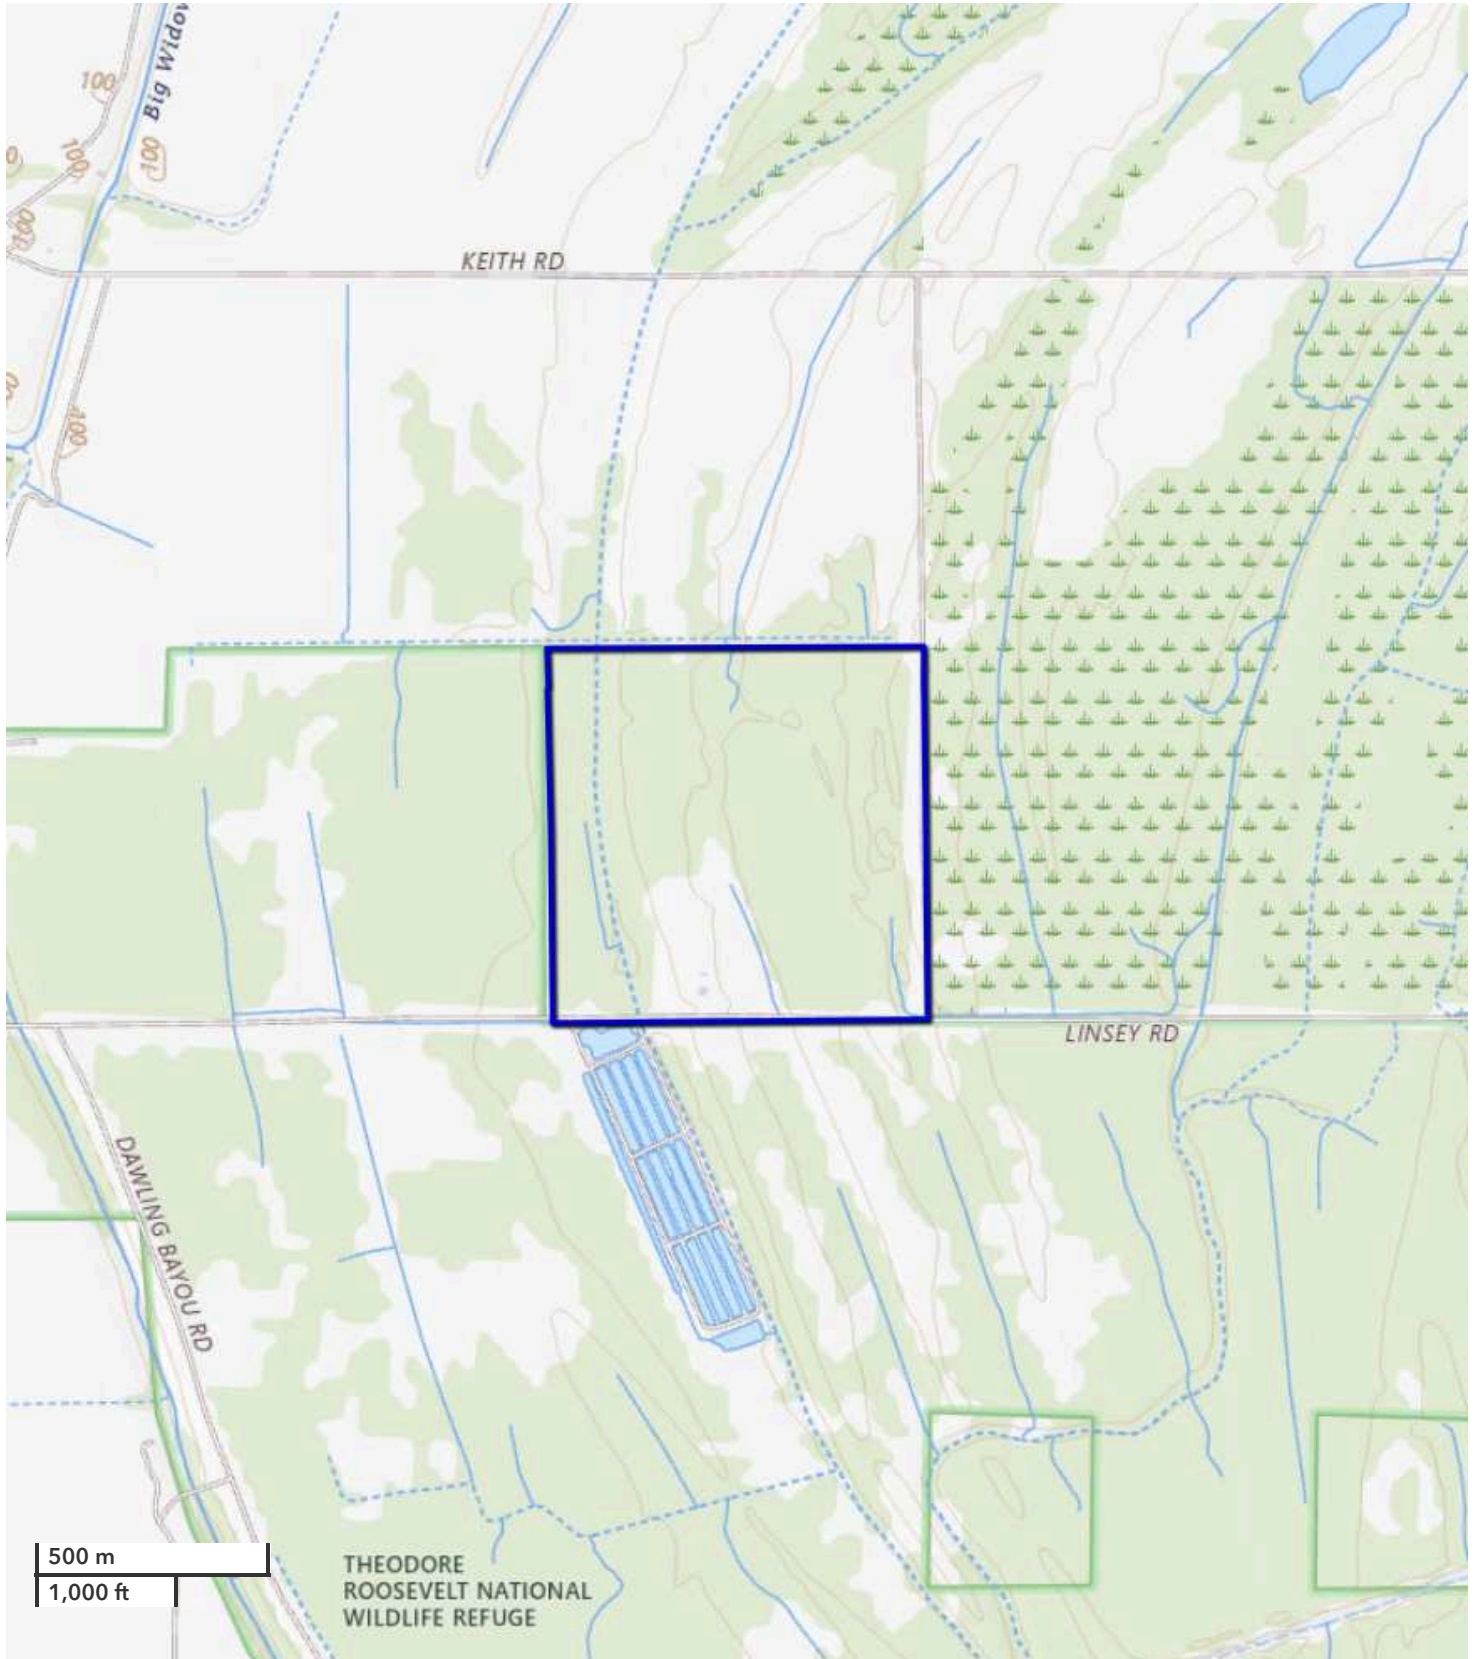 Big Widow
100
100
100
0
100
KEITH RD
100
LINSEY RD
DAWLING BAYOU RD
500 m
1,000 ft
THEODORE
ROOSEVELT NATIONAL
WILDLIFE REFUGE